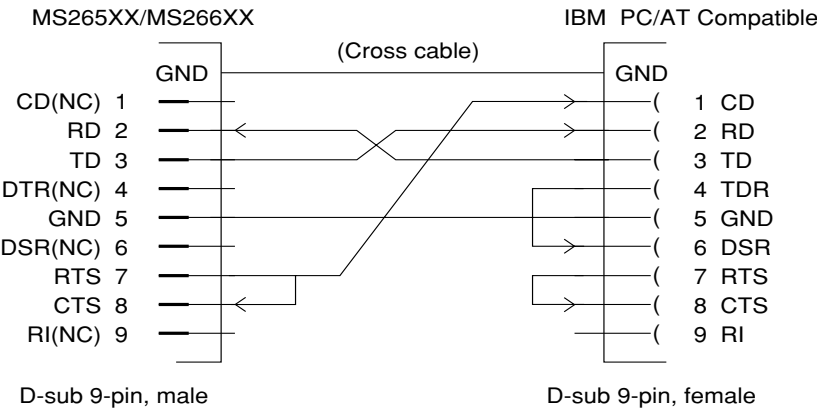 MS265XX/MS266XX IBM PC/AT Compatible
(Cross cable)
GND GND
CD(NC) 1 1 CD
RD 2 2 RD
TD 3 3 TD
DTR(NC) 4 4 TDR
GND 5 5 GND
DSR(NC) 6 6 DSR
RTS 7 7 RTS
CTS 8 8 CTS
RI(NC) 9 9 RI
D-sub 9-pin, male D-sub 9-pin, female